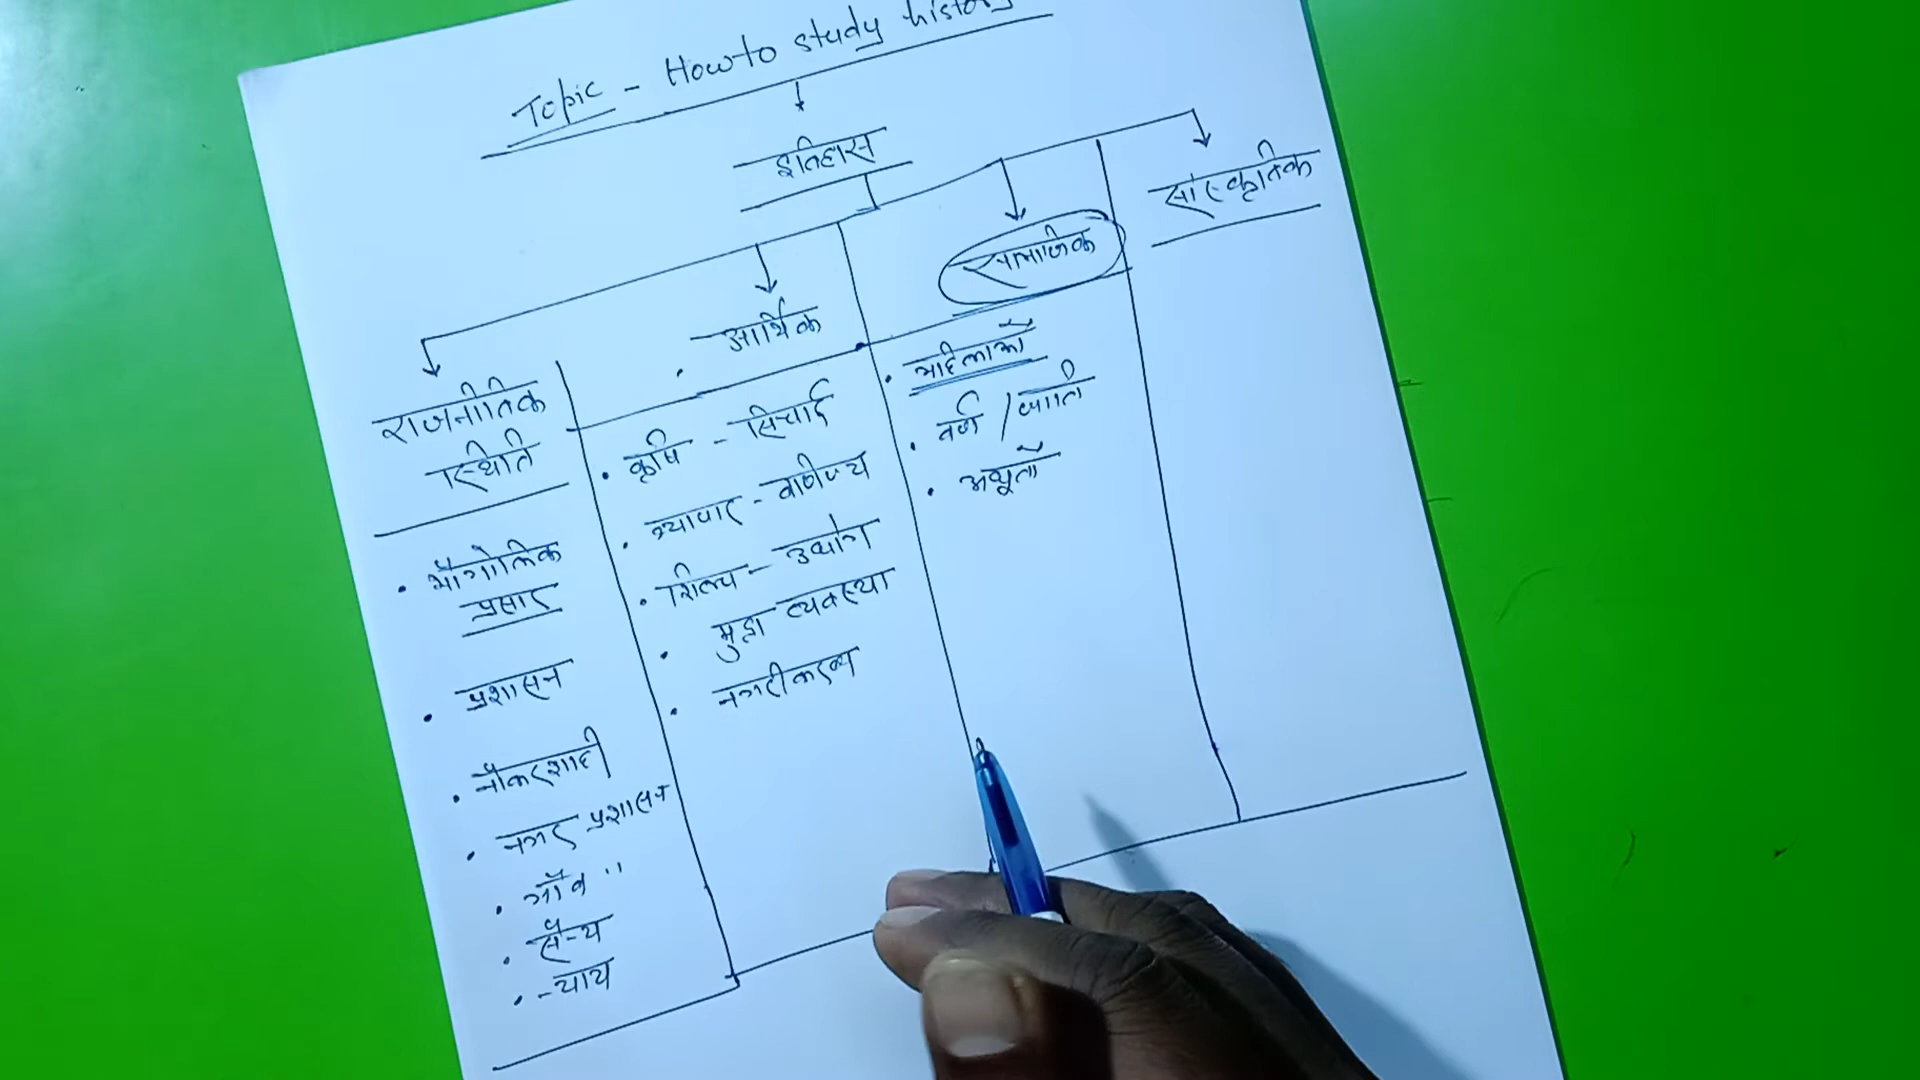 Topic - How to study history
इतिहास
राजनीतिक
स्थिति
• भौगोलिक
प्रसार
• प्रशासन
• नौकरशाही
• नगर प्रशासन
• गाँव "
• सैन्य
• न्याय
आर्थिक
• कृषि - सिंचाई
• व्यापार - वाणिज्य
• शिल्प - उद्योग
• मुद्रा व्यवस्था
• नगरीकरण
सामाजिक
• महिलाओं
• वर्ण / जाति
• अछूतों
सांस्कृतिक